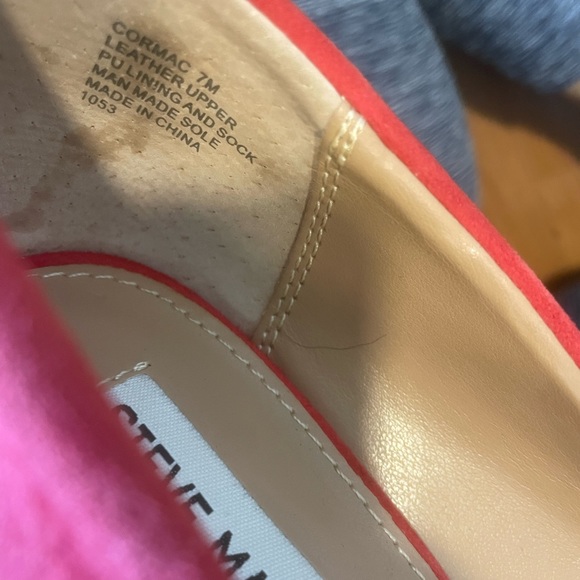 CORMAC 7M
LEATHER UPPER
PU LINING AND SOCK
MAN MADE SOLE
MADE IN CHINA
1053
STEVE MA